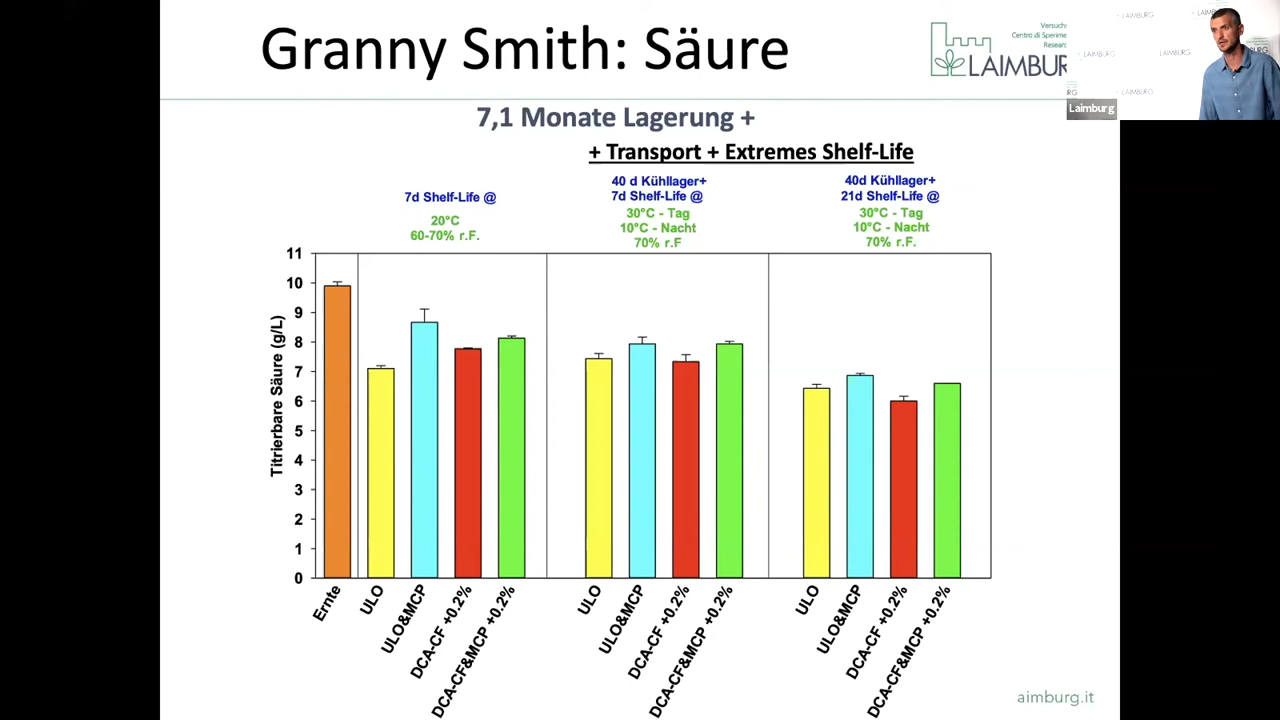 Granny Smith: Säure
Versuchs
Centro di Sperime
Resear
LAIMBUR
LAIMBURG
LAIMBURG
LAIMBURG
LAIMBURG
RG
Laimburg
7,1 Monate Lagerung +
+ Transport + Extremes Shelf-Life
7d Shelf-Life @
20°C
60-70% r.F.
40 d Kühllager+
7d Shelf-Life @
30°C - Tag
10°C - Nacht
70% r.F
40d Kühllager+
21d Shelf-Life @
30°C - Tag
10°C - Nacht
70% r.F.
Titrierbare Säure (g/L)
11
10
9
8
7
6
5
4
3
2
1
0
Ernte
ULO
ULO&MCP
DCA-CF +0.2%
DCA-CF&MCP +0.2%
ULO
ULO&MCP
DCA-CF +0.2%
DCA-CF&MCP +0.2%
ULO
ULO&MCP
DCA-CF +0.2%
DCA-CF&MCP +0.2%
aimburg.it